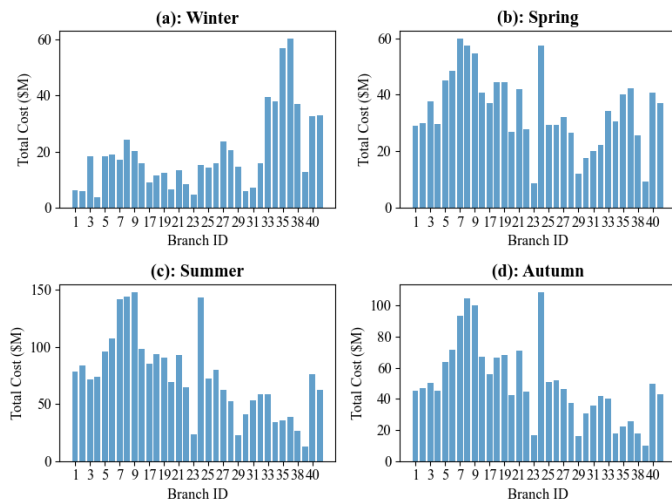 (a): Winter
Total Cost ($M)
60
40
20
0
1 3 5 7 9 17 19 21 23 25 27 29 31 33 35 38 40
Branch ID
(b): Spring
Total Cost ($M)
60
40
20
0
1 3 5 7 9 17 19 21 23 25 27 29 31 33 35 38 40
Branch ID
(c): Summer
Total Cost ($M)
150
100
50
0
1 3 5 7 9 17 19 21 23 25 27 29 31 33 35 38 40
Branch ID
(d): Autumn
Total Cost ($M)
100
80
60
40
20
0
1 3 5 7 9 17 19 21 23 25 27 29 31 33 35 38 40
Branch ID